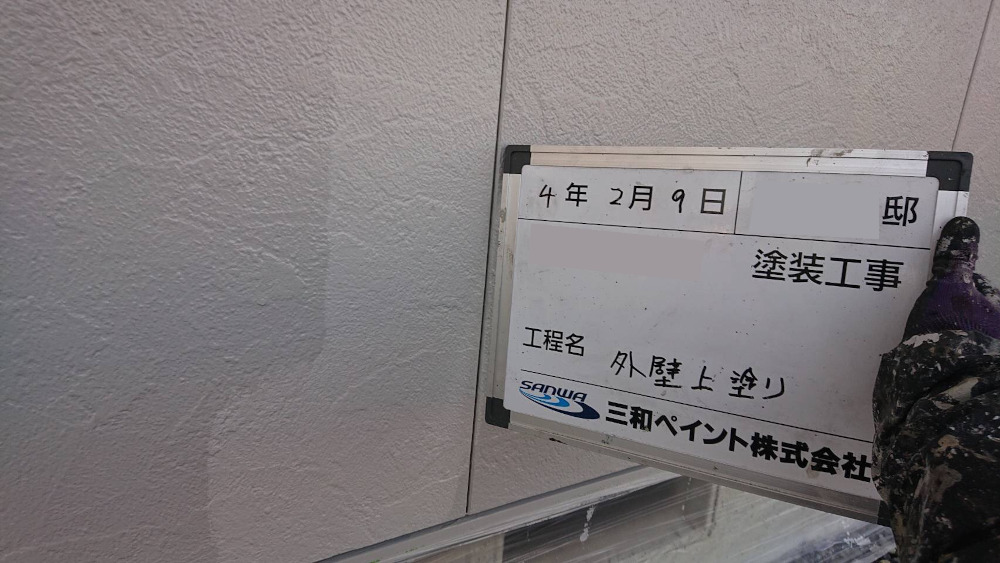 4年 2月 9日 邸
塗装工事
工程名 外壁上塗り
SANWA 三和ペイント株式会社